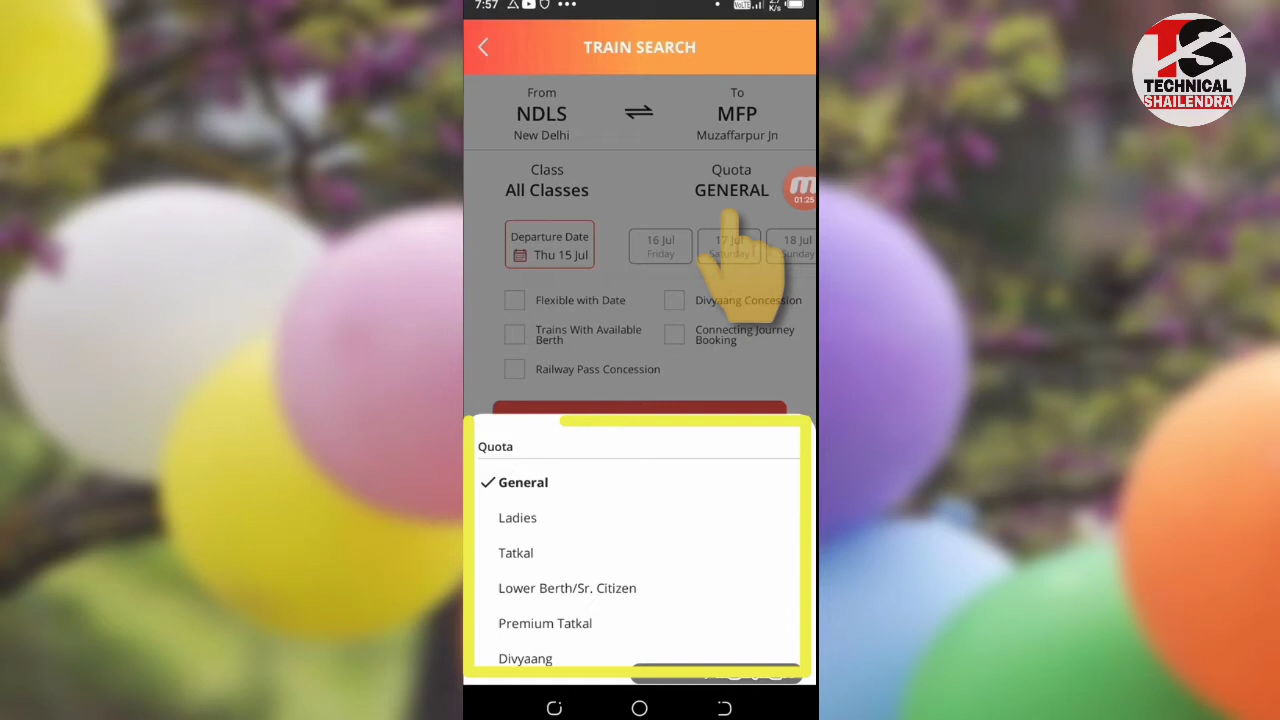 7:57
TRAIN SEARCH
From
To
NDLS
MFP
New Delhi
Muzaffarpur Jn
Class
Quota
All Classes
GENERAL
01:25
Departure Date
Thu 15 Jul
16 Jul
Friday
17 Jul
Saturday
18 Jul
Sunday
Flexible with Date
Divyaang Concession
Trains With Available
Berth
Connecting Journey
Booking
Railway Pass Concession
Quota
General
Ladies
Tatkal
Lower Berth/Sr. Citizen
Premium Tatkal
Divyaang
TS
TECHNICAL
SHAILENDRA